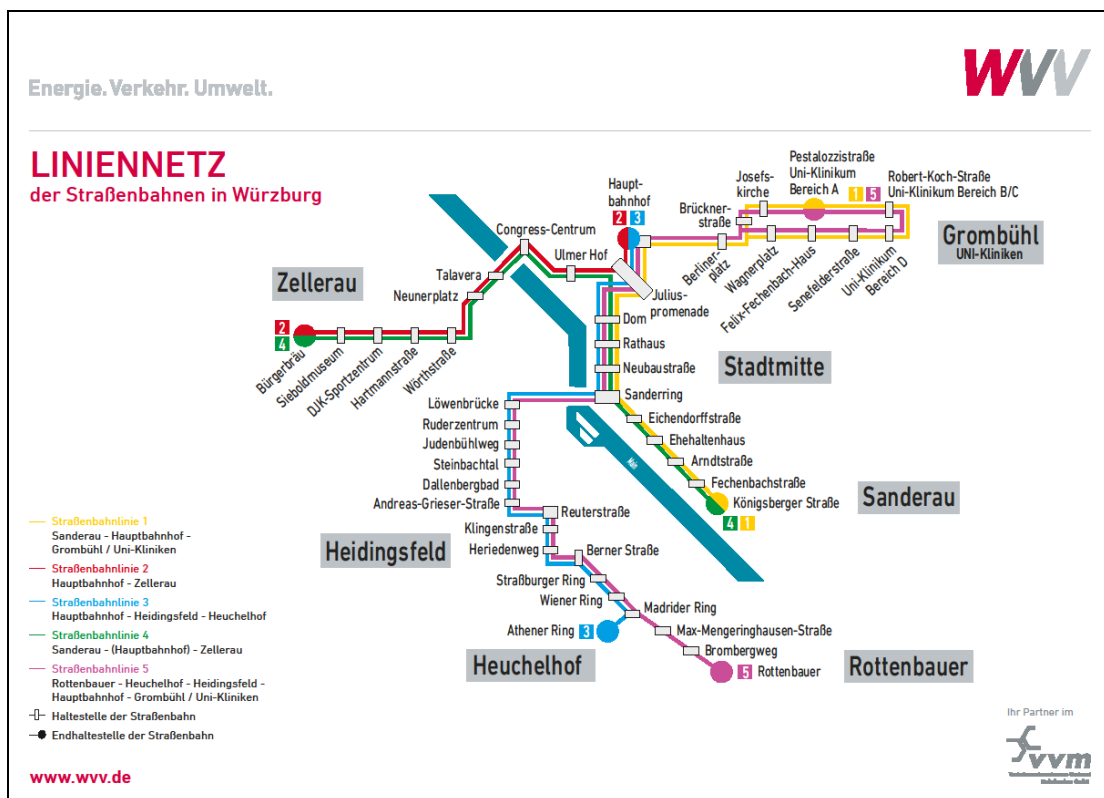 Energie.Verkehr. Umwelt.
WVV
LINIENNETZ
der Straßenbahnen in Würzburg
Haupt-
bahnhof
2 3
Josefs-
kirche
Pestalozzistraße
Uni-Klinikum
Bereich A
1 5
Robert-Koch-Straße
Uni-Klinikum Bereich B/C
Brückner-
straße
Berliner-
platz
Wagnerplatz
Felix-Fechenbach-Haus
Senefelderstraße
Uni-Klinikum
Bereich D
Grombühl
UNI-Kliniken
Congress-Centrum
Ulmer Hof
Talavera
Neunerplatz
Zellerau
2
4
Bürgerbräu
Sieboldmuseum
DJK-Sportzentrum
Hartmannstraße
Wörthstraße
Julius-
promenade
Dom
Rathaus
Neubaustraße
Stadtmitte
Sanderring
Löwenbrücke
Ruderzentrum
Judenbühlweg
Steinbachtal
Dallenbergbad
Andreas-Grieser-Straße
Eichendorffstraße
Ehehaltenhaus
Arndtstraße
Fechenbachstraße
Königsberger Straße
4 1
Main
Sanderau
Reuterstraße
Klingenstraße
Heriedenweg
Heidingsfeld
Berner Straße
Straßburger Ring
Wiener Ring
Madrider Ring
Athener Ring 3
Max-Mengeringhausen-Straße
Brombergweg
5 Rottenbauer
Heuchelhof
Rottenbauer
Straßenbahnlinie 1
Sanderau - Hauptbahnhof -
Grombühl / Uni-Kliniken
Straßenbahnlinie 2
Hauptbahnhof - Zellerau
Straßenbahnlinie 3
Hauptbahnhof - Heidingsfeld - Heuchelhof
Straßenbahnlinie 4
Sanderau - (Hauptbahnhof) - Zellerau
Straßenbahnlinie 5
Rottenbauer - Heuchelhof - Heidingsfeld -
Hauptbahnhof - Grombühl / Uni-Kliniken
Haltestelle der Straßenbahn
Endhaltestelle der Straßenbahn
www.wvv.de
Ihr Partner im
vvm